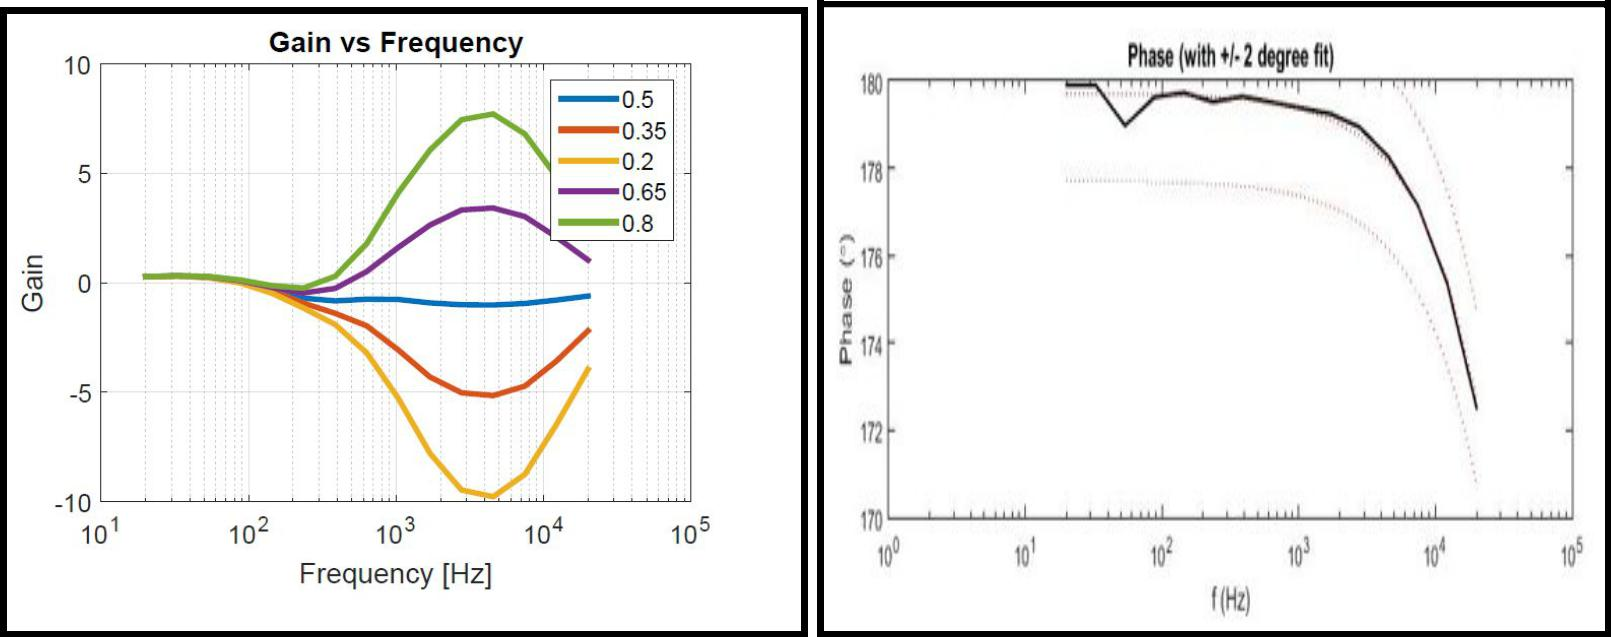 Gain vs Frequency
10
5
0
-5
-10
Gain
0.5
0.35
0.2
0.65
0.8
10^1 10^2 10^3 10^4 10^5
Frequency [Hz]
Phase (with +/- 2 degree fit)
180
178
176
174
172
170
Phase (°)
10^0 10^1 10^2 10^3 10^4 10^5
f (Hz)